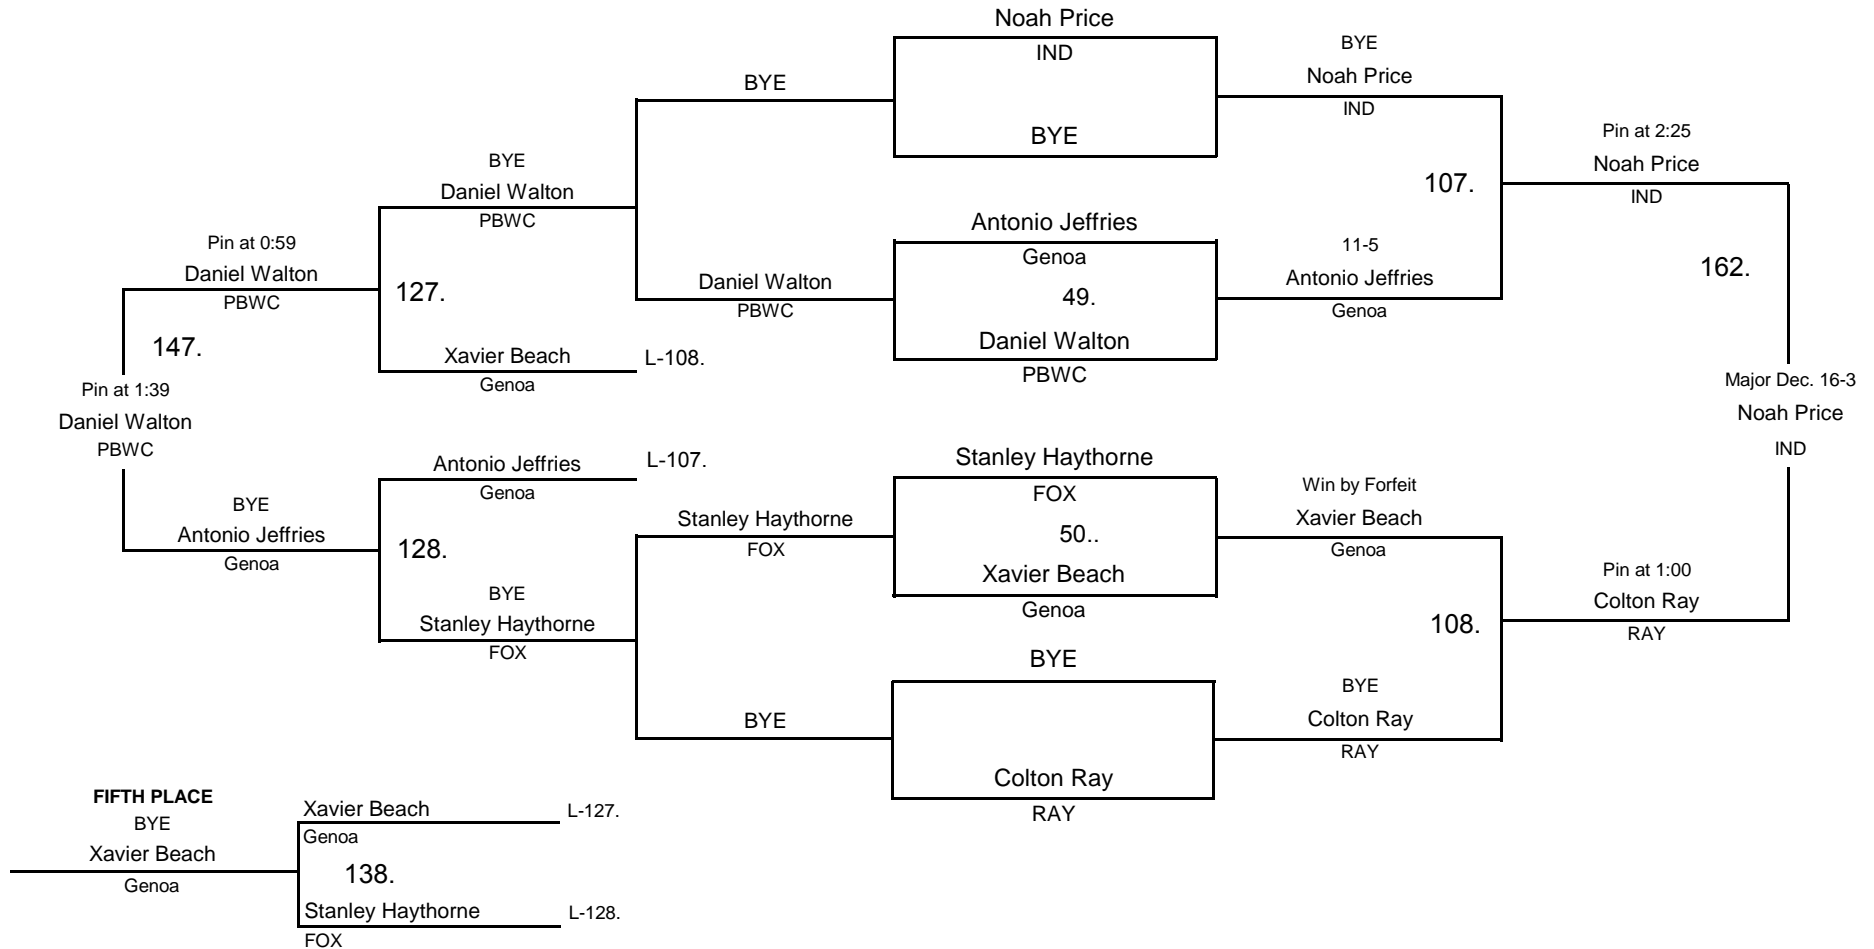 Noah Price
IND
BYE
BYE
Noah Price
IND
BYE
BYE
Daniel Walton
PBWC
Pin at 2:25
Noah Price
IND
107.
Antonio Jeffries
Genoa
49.
Daniel Walton
PBWC
11-5
Antonio Jeffries
Genoa
162.
Pin at 0:59
Daniel Walton
PBWC
127.
Daniel Walton
PBWC
147.
Xavier Beach
Genoa
L-108.
Pin at 1:39
Daniel Walton
PBWC
Major Dec. 16-3
Noah Price
IND
Antonio Jeffries
Genoa
L-107.
Stanley Haythorne
FOX
50..
Xavier Beach
Genoa
Win by Forfeit
Xavier Beach
Genoa
BYE
Antonio Jeffries
Genoa
128.
Stanley Haythorne
FOX
BYE
Stanley Haythorne
FOX
108.
Pin at 1:00
Colton Ray
RAY
BYE
BYE
Colton Ray
RAY
BYE
Colton Ray
RAY
FIFTH PLACE
BYE
Xavier Beach
Genoa
Xavier Beach
Genoa
L-127.
138.
Stanley Haythorne
FOX
L-128.